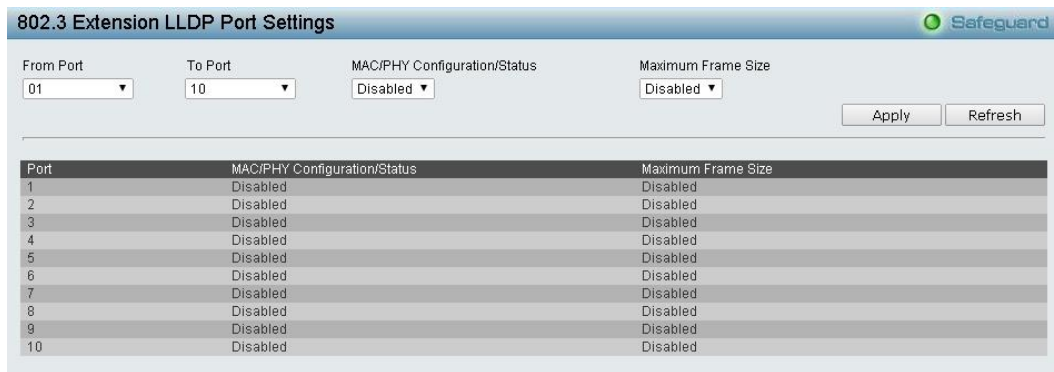 802.3 Extension LLDP Port Settings Safeguard
From Port To Port MAC/PHY Configuration/Status Maximum Frame Size
01 10 Disabled Disabled
Apply Refresh
Port MAC/PHY Configuration/Status Maximum Frame Size
1 Disabled Disabled
2 Disabled Disabled
3 Disabled Disabled
4 Disabled Disabled
5 Disabled Disabled
6 Disabled Disabled
7 Disabled Disabled
8 Disabled Disabled
9 Disabled Disabled
10 Disabled Disabled